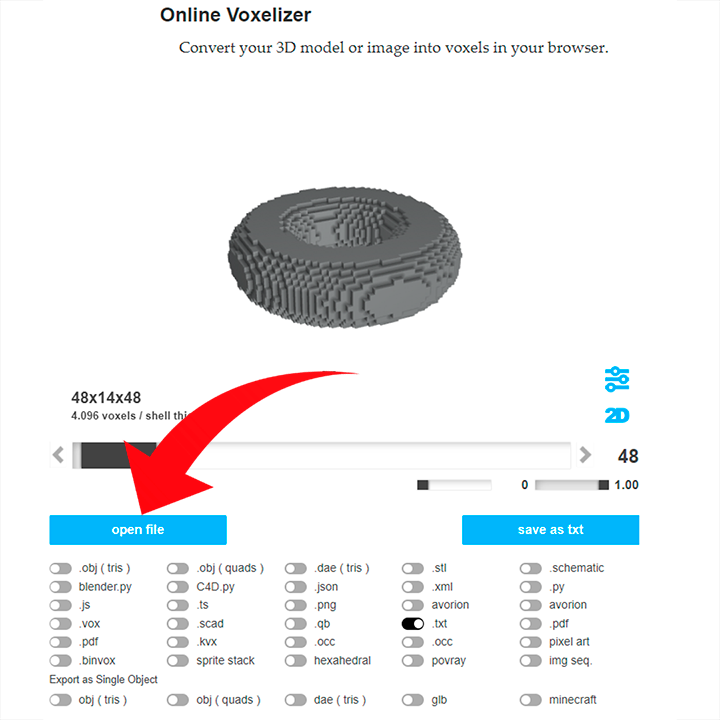 Online Voxelizer
Convert your 3D model or image into voxels in your browser.
48x14x48
4.096 voxels / shell
2D
48
0 1.00
open file save as txt
.obj ( tris ) .obj ( quads ) .dae ( tris ) .stl .schematic
blender.py C4D.py .json .xml .py
.js .ts .png avorion avorion
.vox .scad .qb .txt .pdf
.pdf .kvx .occ .occ pixel art
.binvox sprite stack hexahedral povray img seq.
Export as Single Object
obj ( tris ) obj ( quads ) dae ( tris ) glb minecraft